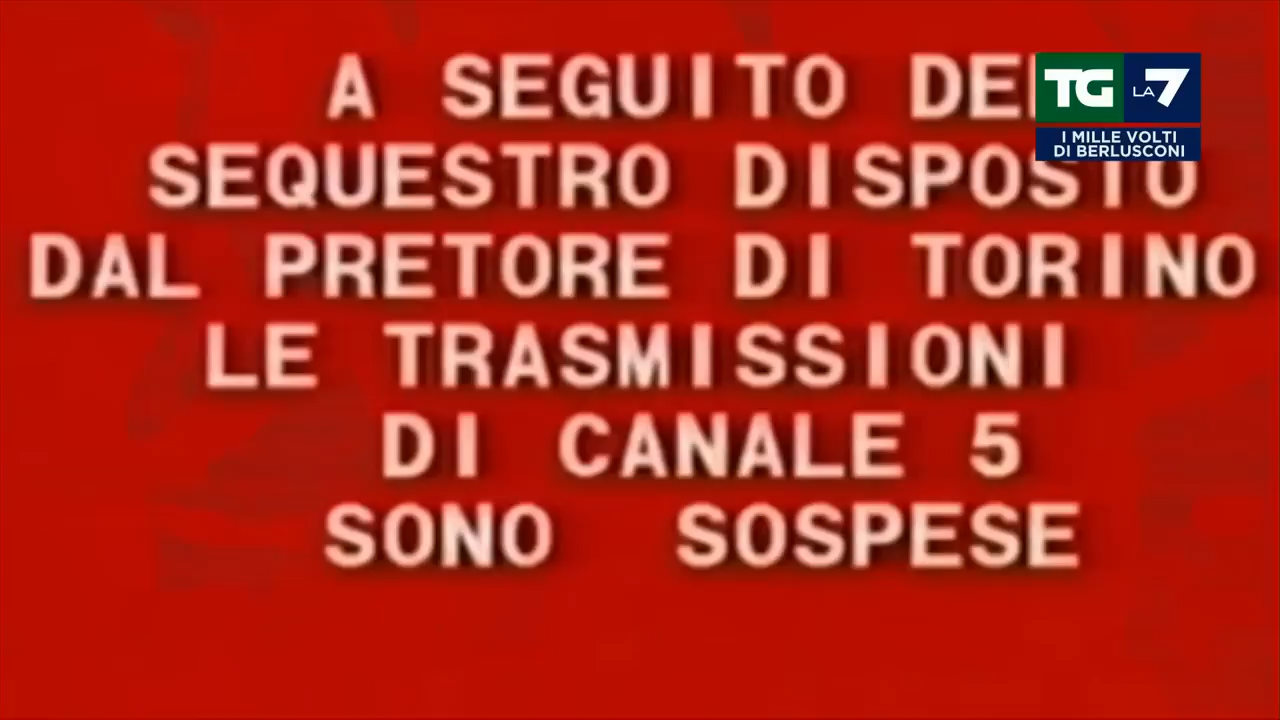 A SEGUITO DEL
SEQUESTRO DISPOSTO
DAL PRETORE DI TORINO
LE TRASMISSIONI
DI CANALE 5
SONO SOSPESE
TG LA7
I MILLE VOLTI
DI BERLUSCONI